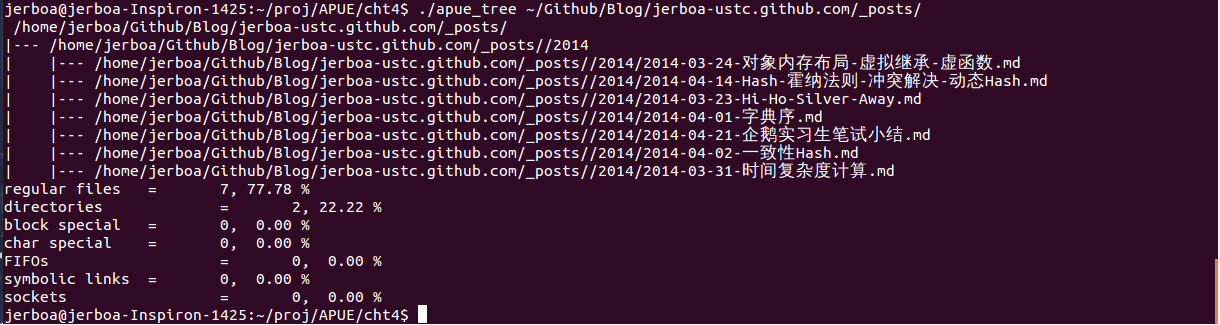 jerboa@jerboa-Inspiron-1425:~/proj/APUE/cht4$ ./apue_tree ~/Github/Blog/jerboa-ustc.github.com/_posts/
 /home/jerboa/Github/Blog/jerboa-ustc.github.com/_posts/
|--- /home/jerboa/Github/Blog/jerboa-ustc.github.com/_posts//2014
|    |--- /home/jerboa/Github/Blog/jerboa-ustc.github.com/_posts//2014/2014-03-24-对象内存布局-虚拟继承-虚函数.md
|    |--- /home/jerboa/Github/Blog/jerboa-ustc.github.com/_posts//2014/2014-04-14-Hash-霍纳法则-冲突解决-动态Hash.md
|    |--- /home/jerboa/Github/Blog/jerboa-ustc.github.com/_posts//2014/2014-03-23-Hi-Ho-Silver-Away.md
|    |--- /home/jerboa/Github/Blog/jerboa-ustc.github.com/_posts//2014/2014-04-01-字典序.md
|    |--- /home/jerboa/Github/Blog/jerboa-ustc.github.com/_posts//2014/2014-04-21-企鹅实习生笔试小结.md
|    |--- /home/jerboa/Github/Blog/jerboa-ustc.github.com/_posts//2014/2014-04-02-一致性Hash.md
|    |--- /home/jerboa/Github/Blog/jerboa-ustc.github.com/_posts//2014/2014-03-31-时间复杂度计算.md
regular files   =       7, 77.78 %
directories             =       2, 22.22 %
block special   =       0,  0.00 %
char special    =       0,  0.00 %
FIFOs                   =       0,  0.00 %
symbolic links  =       0,  0.00 %
sockets                 =       0,  0.00 %
jerboa@jerboa-Inspiron-1425:~/proj/APUE/cht4$